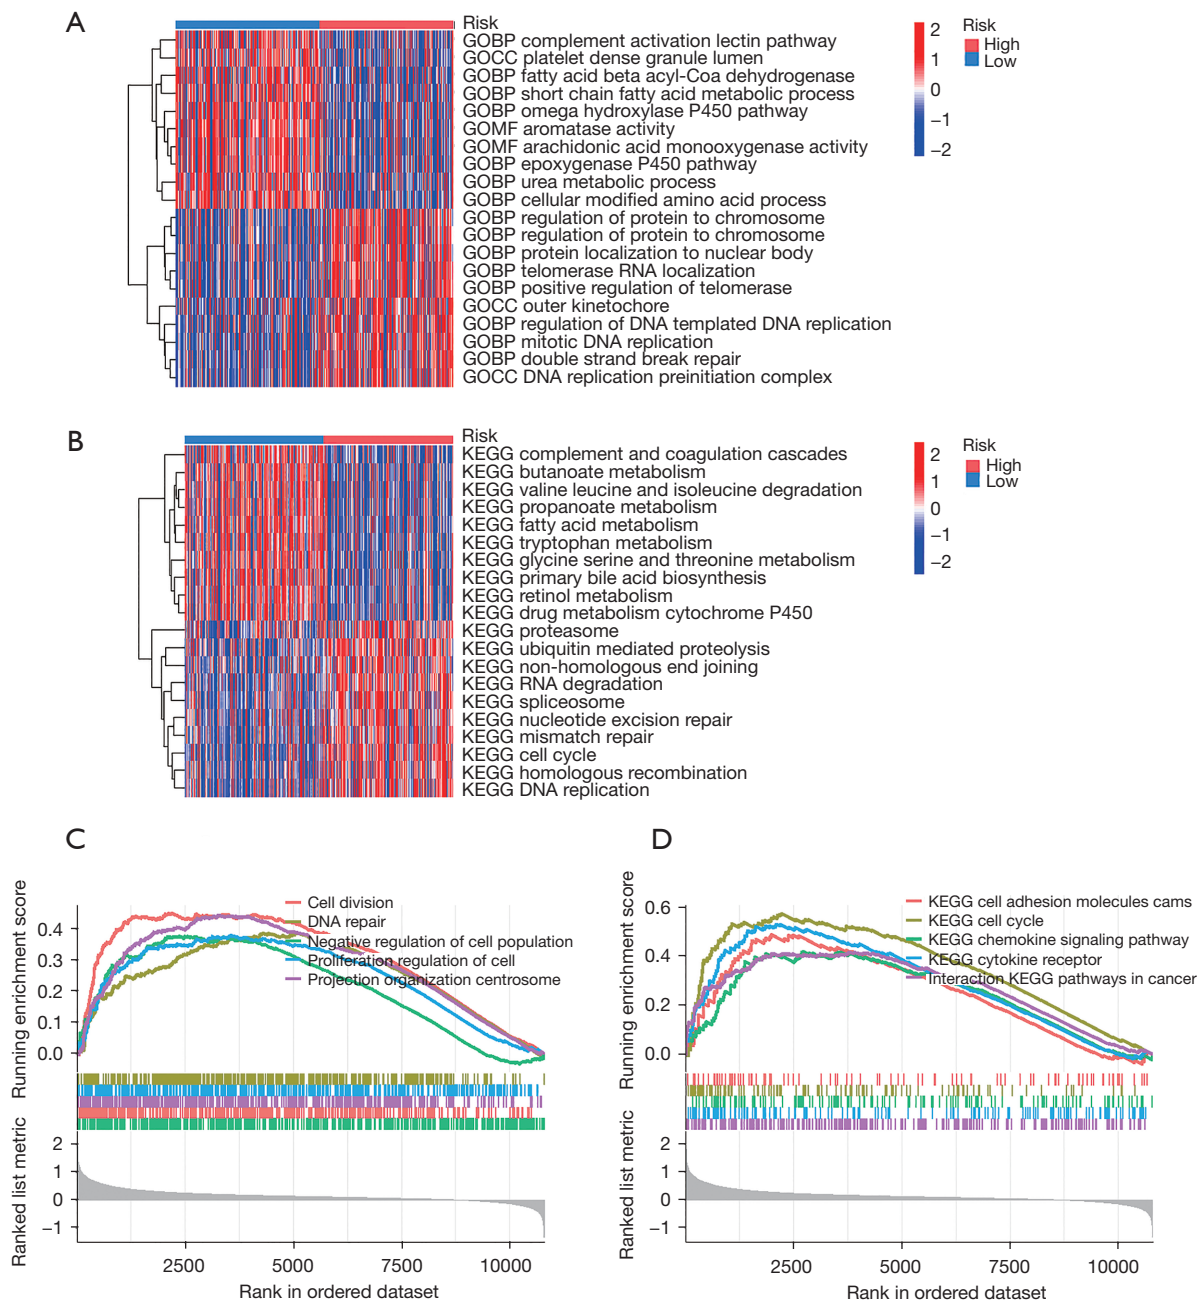 A
Risk
GOBP complement activation lectin pathway
GOCC platelet dense granule lumen
GOBP fatty acid beta acyl-Coa dehydrogenase
GOBP short chain fatty acid metabolic process
GOBP omega hydroxylase P450 pathway
GOMF aromatase activity
GOMF arachidonic acid monooxygenase activity
GOBP epoxygenase P450 pathway
GOBP urea metabolic process
GOBP cellular modified amino acid process
GOBP regulation of protein to chromosome
GOBP regulation of protein to chromosome
GOBP protein localization to nuclear body
GOBP telomerase RNA localization
GOBP positive regulation of telomerase
GOCC outer kinetochore
GOBP regulation of DNA templated DNA replication
GOBP mitotic DNA replication
GOBP double strand break repair
GOCC DNA replication preinitiation complex
2
1
0
−1
−2
Risk
High
Low
B
Risk
KEGG complement and coagulation cascades
KEGG butanoate metabolism
KEGG valine leucine and isoleucine degradation
KEGG propanoate metabolism
KEGG fatty acid metabolism
KEGG tryptophan metabolism
KEGG glycine serine and threonine metabolism
KEGG primary bile acid biosynthesis
KEGG retinol metabolism
KEGG drug metabolism cytochrome P450
KEGG proteasome
KEGG ubiquitin mediated proteolysis
KEGG non-homologous end joining
KEGG RNA degradation
KEGG spliceosome
KEGG nucleotide excision repair
KEGG mismatch repair
KEGG cell cycle
KEGG homologous recombination
KEGG DNA replication
2
1
0
−1
−2
Risk
High
Low
C
Running enrichment score
0.4
0.3
0.2
0.1
0.0
Cell division
DNA repair
Negative regulation of cell population
Proliferation regulation of cell
Projection organization centrosome
Ranked list metric
2
1
0
−1
2500
5000
7500
10000
Rank in ordered dataset
D
Running enrichment score
0.6
0.4
0.2
0.0
KEGG cell adhesion molecules cams
KEGG cell cycle
KEGG chemokine signaling pathway
KEGG cytokine receptor
Interaction KEGG pathways in cancer
Ranked list metric
2
1
0
−1
2500
5000
7500
10000
Rank in ordered dataset